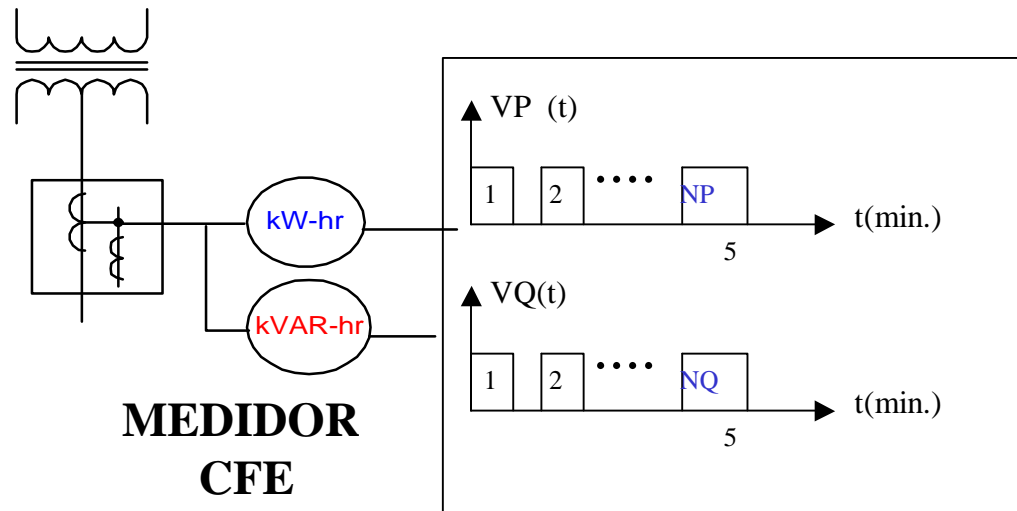 VP (t)
1 2 •••• NP
t(min.)
5
kW-hr
VQ(t)
kVAR-hr
1 2 •••• NQ
t(min.)
5
MEDIDOR
CFE